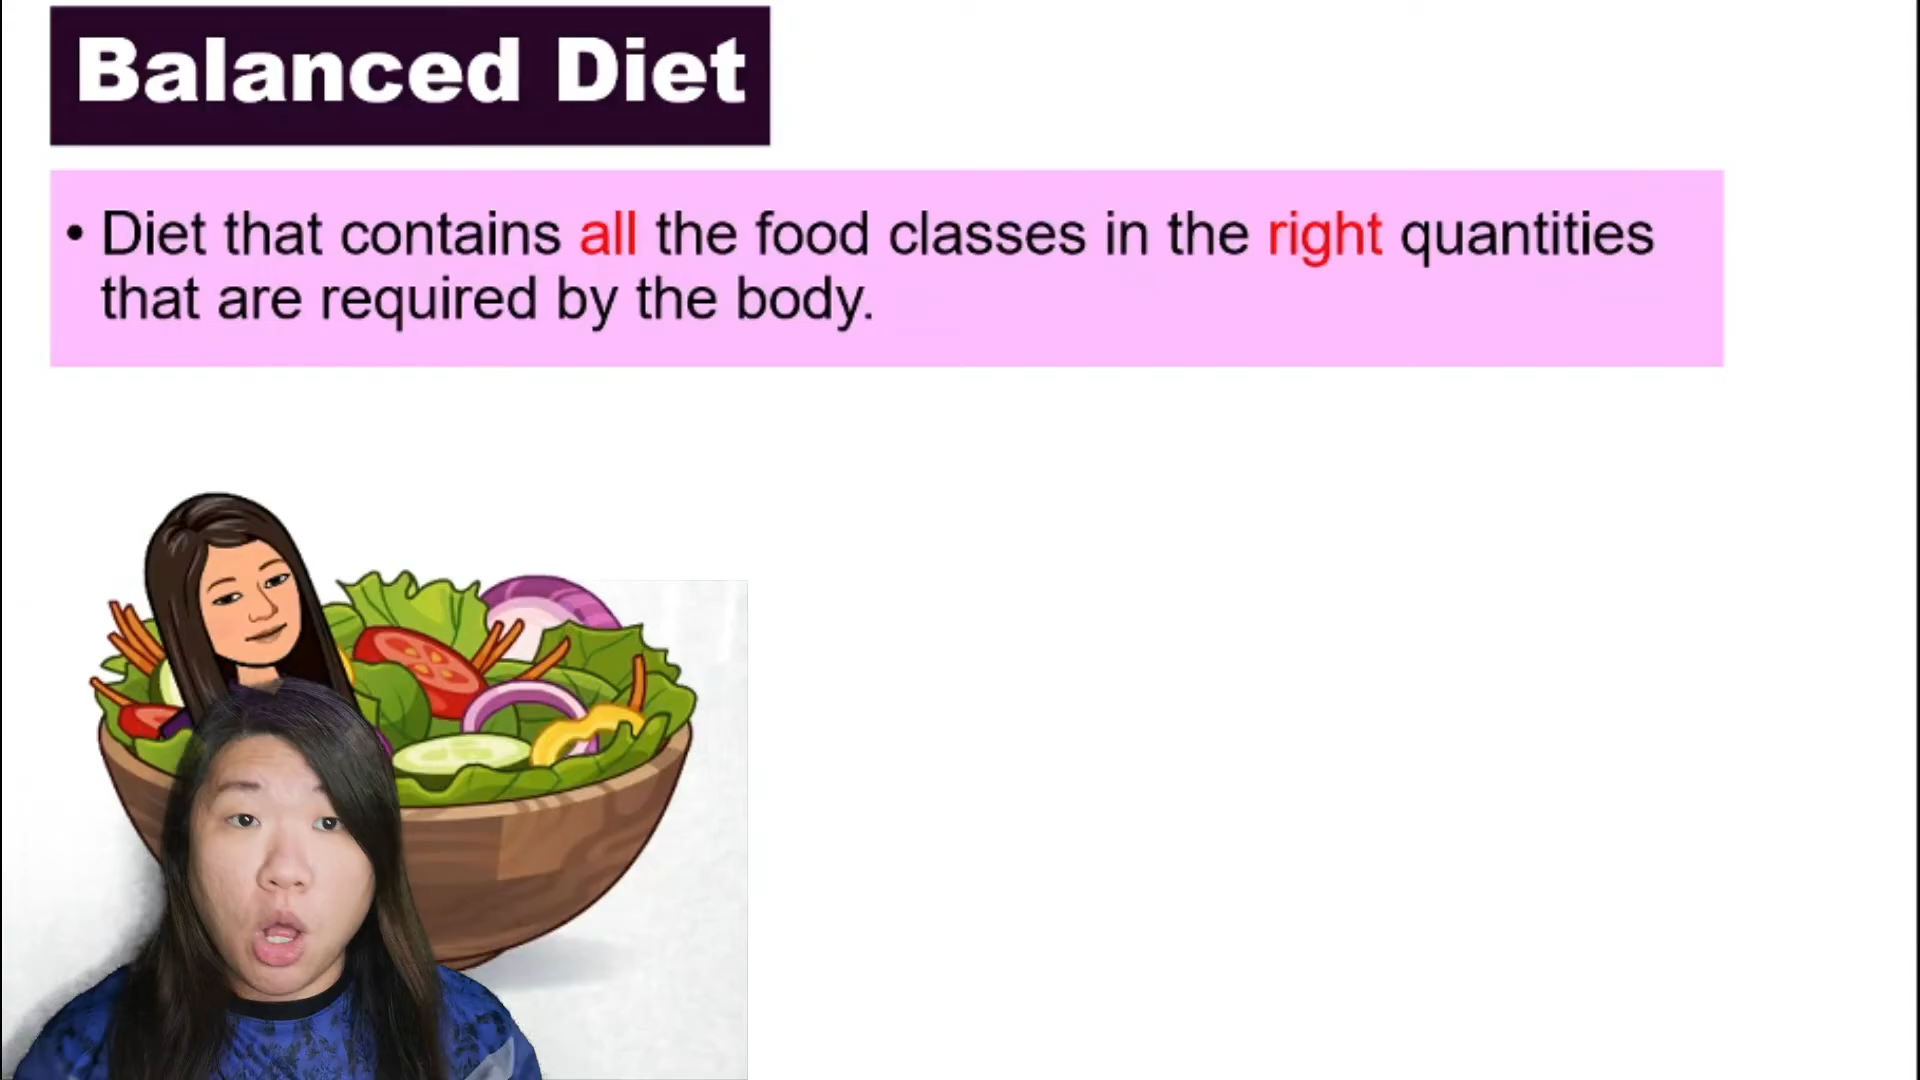 Balanced Diet
• Diet that contains all the food classes in the right quantities
that are required by the body.